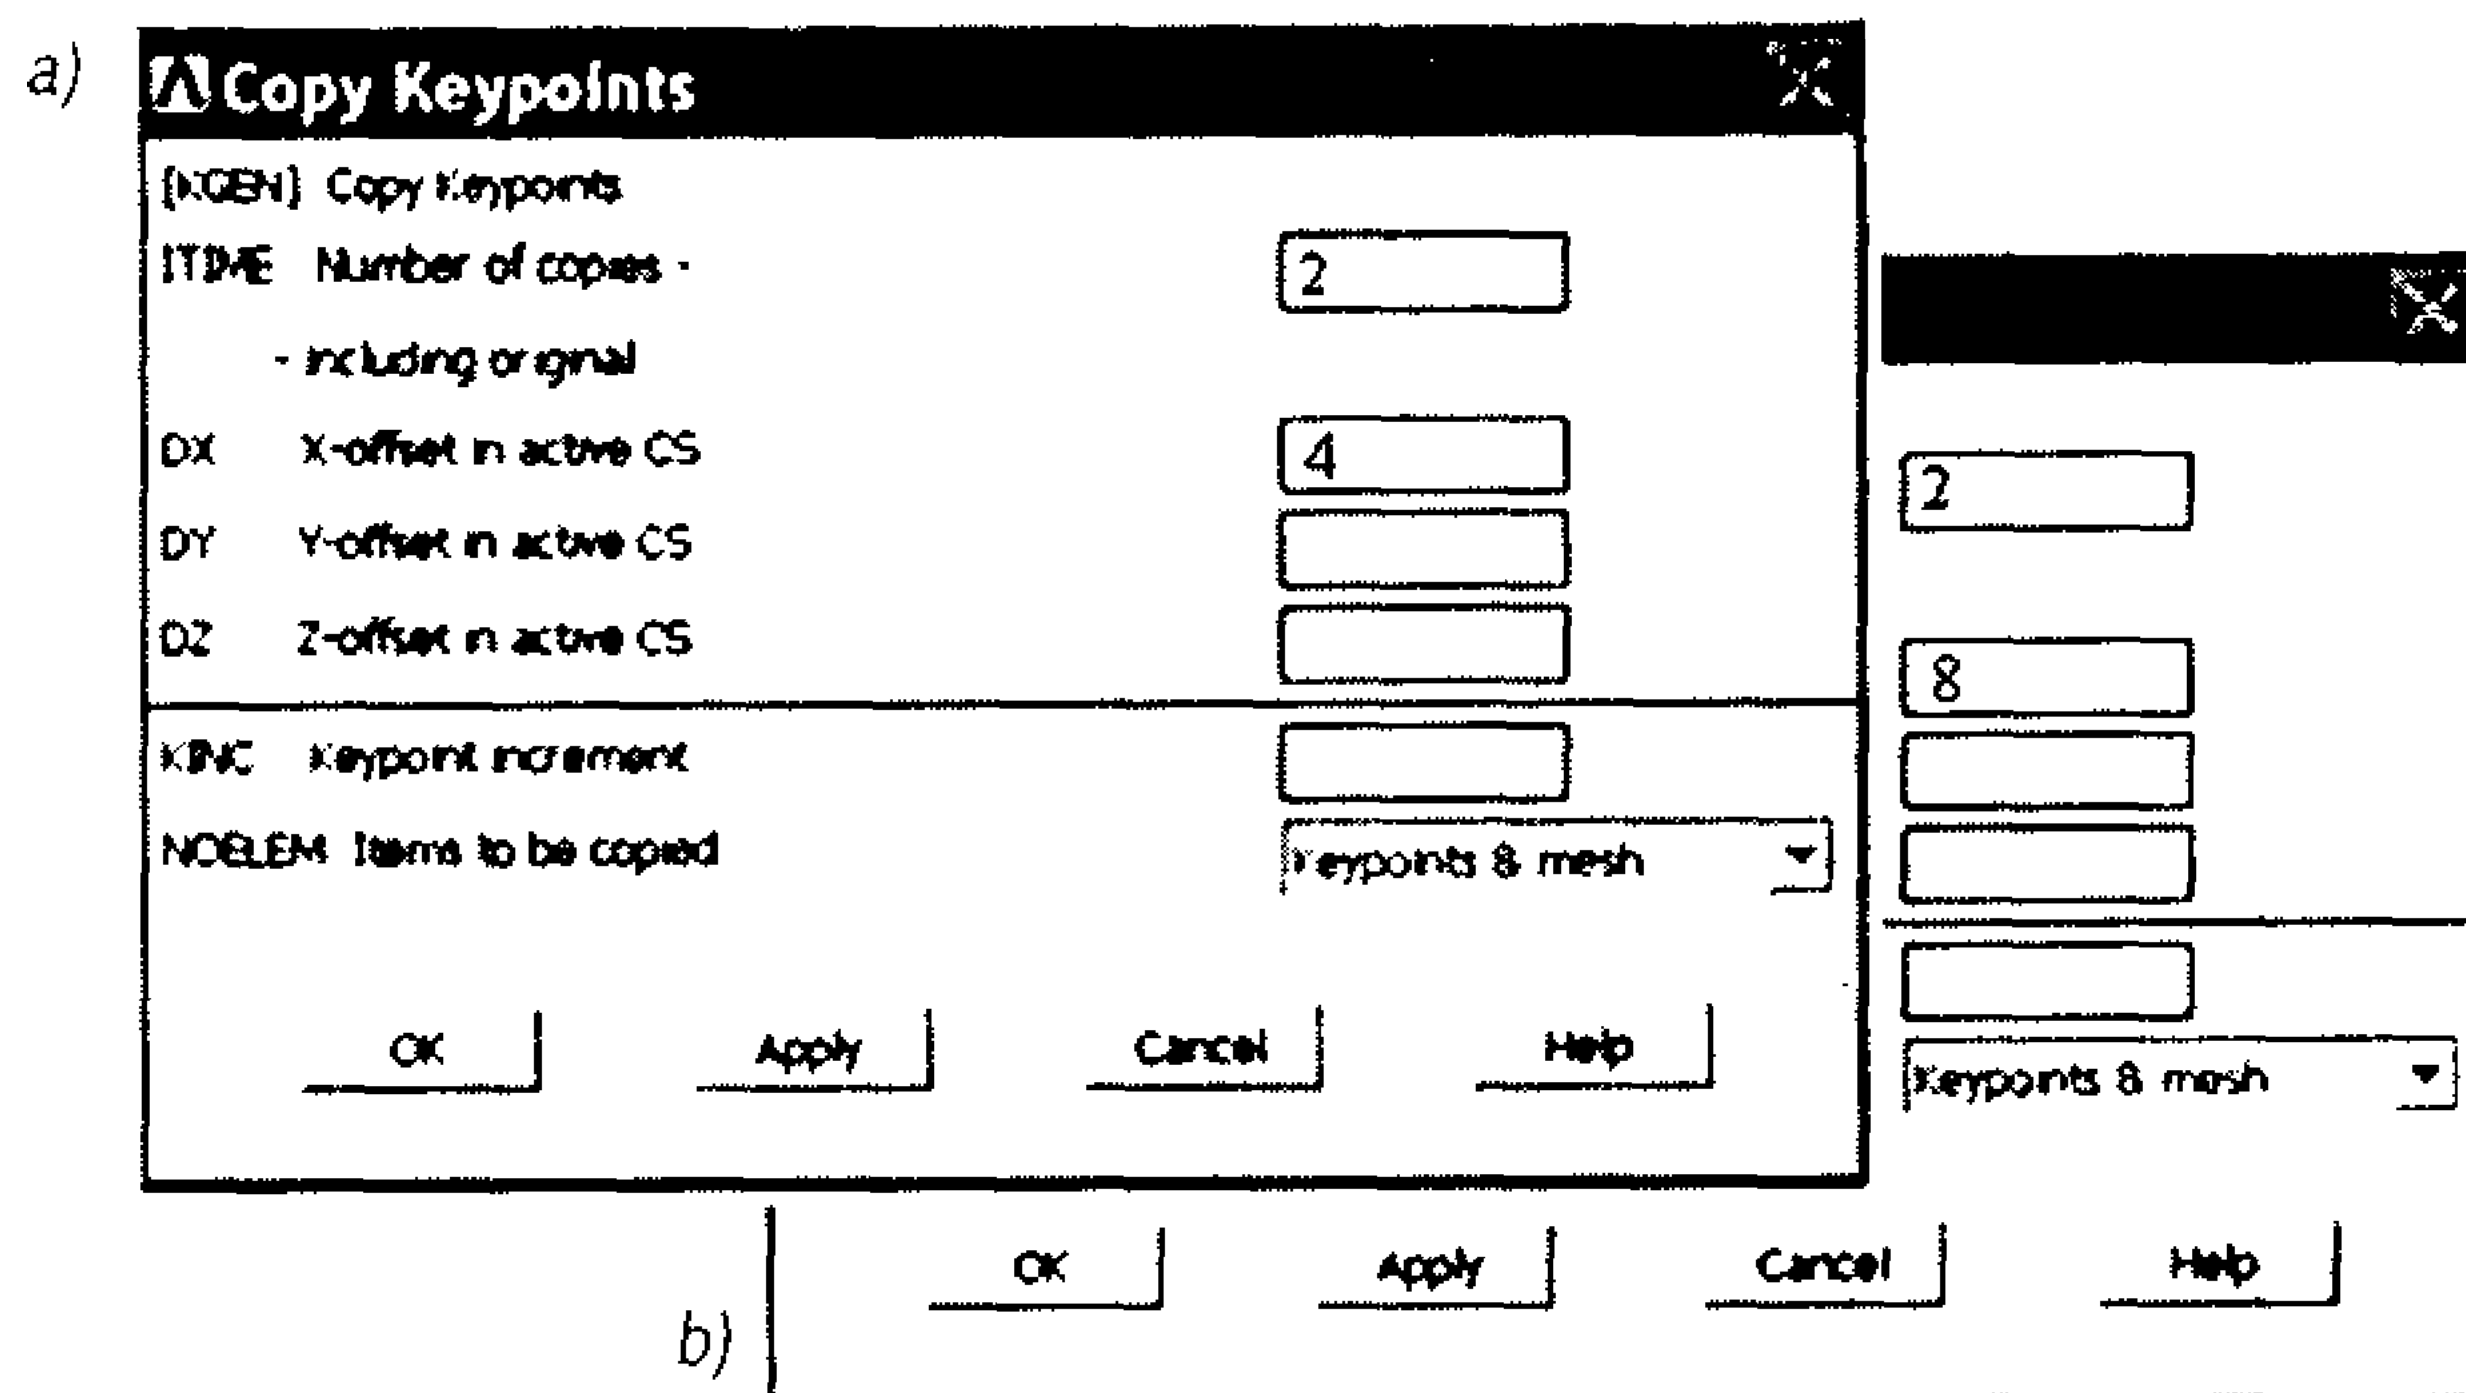 a)
Copy Keypoints
[KGEN] Copy Keypoints
ITIME Number of copies - 2
- including original
DX X-offset in active CS 4
DY Y-offset in active CS
DZ Z-offset in active CS
KINC Keypoint increment
NOELEM Items to be copied Keypoints & mesh
OK Apply Cancel Help
2
8
Keypoints & mesh
OK Apply Cancel Help
b)